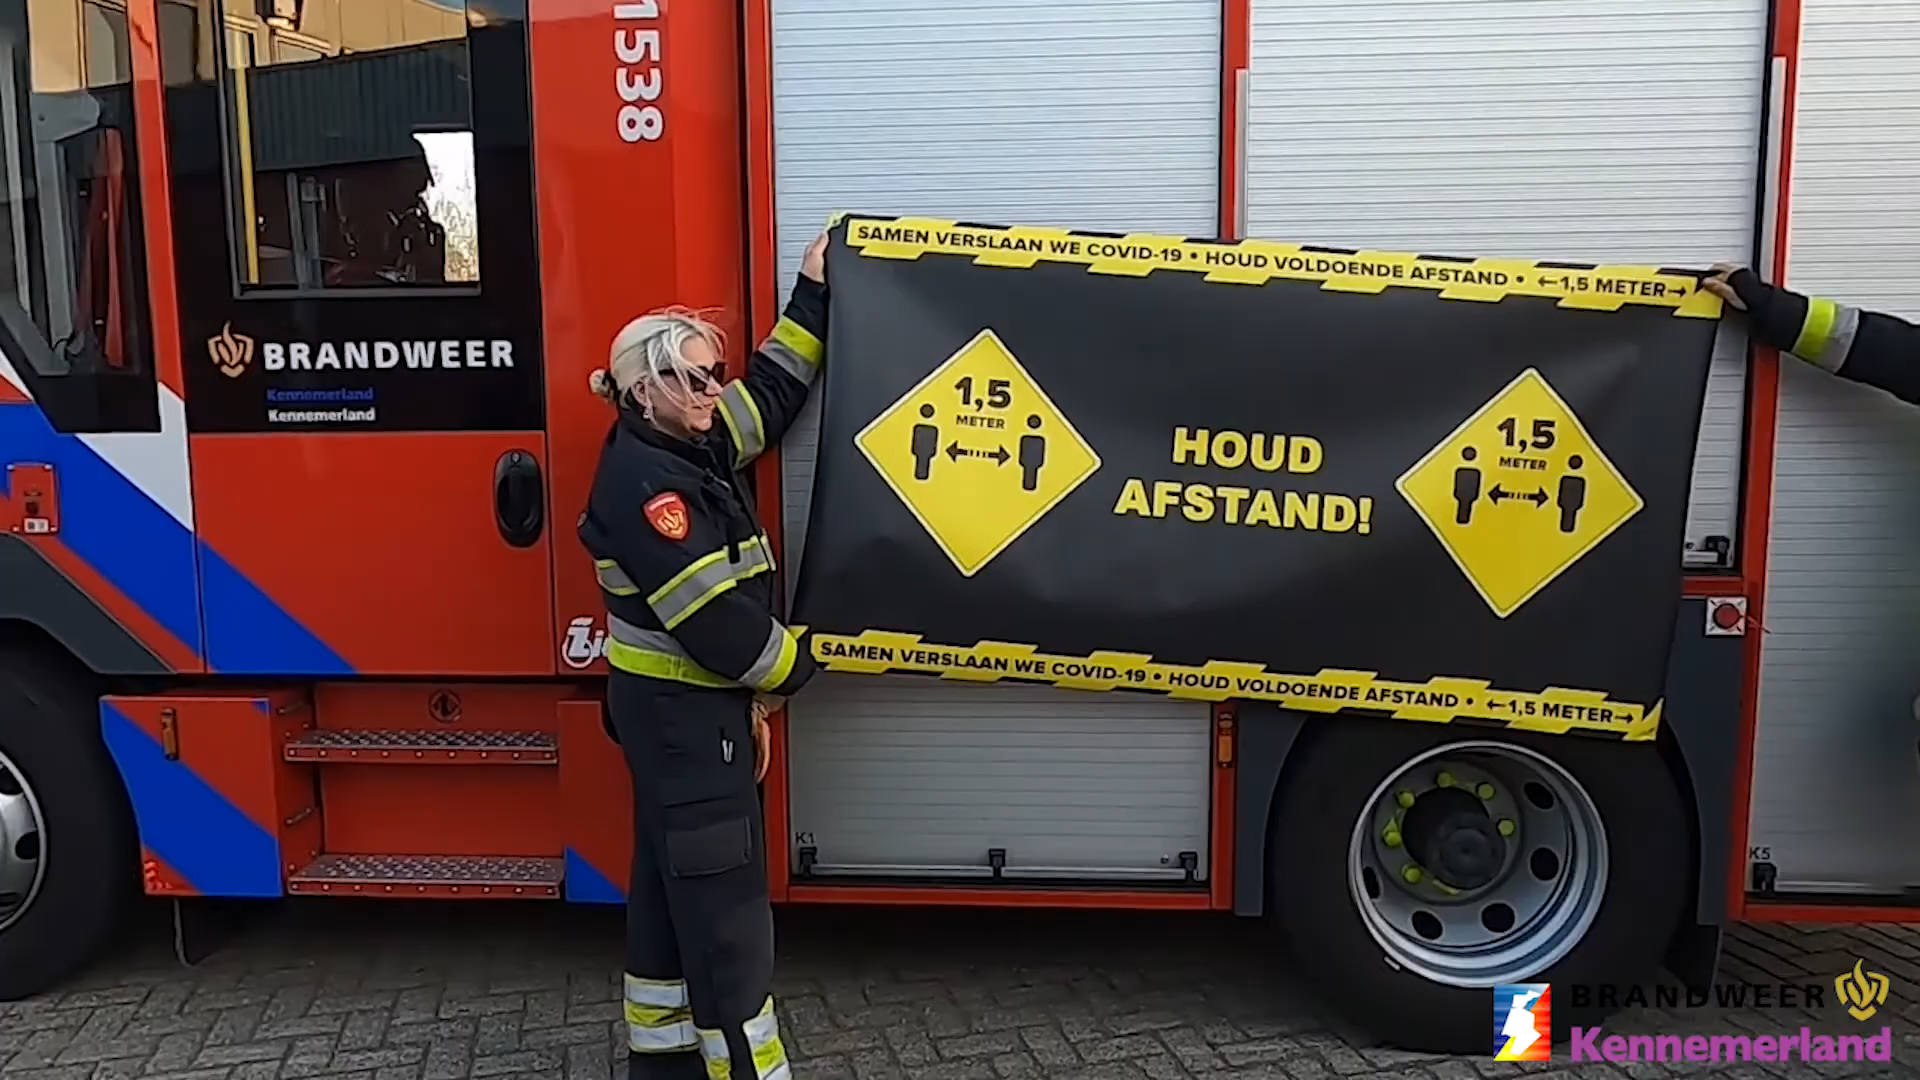 1538
BRANDWEER
Kennemerland
Kennemerland
SAMEN VERSLAAN WE COVID-19 • HOUD VOLDOENDE AFSTAND • ←1,5 METER→
1,5
METER
HOUD
AFSTAND!
1,5
METER
SAMEN VERSLAAN WE COVID-19 • HOUD VOLDOENDE AFSTAND • ←1,5 METER→
K1
K5
BRANDWEER
Kennemerland